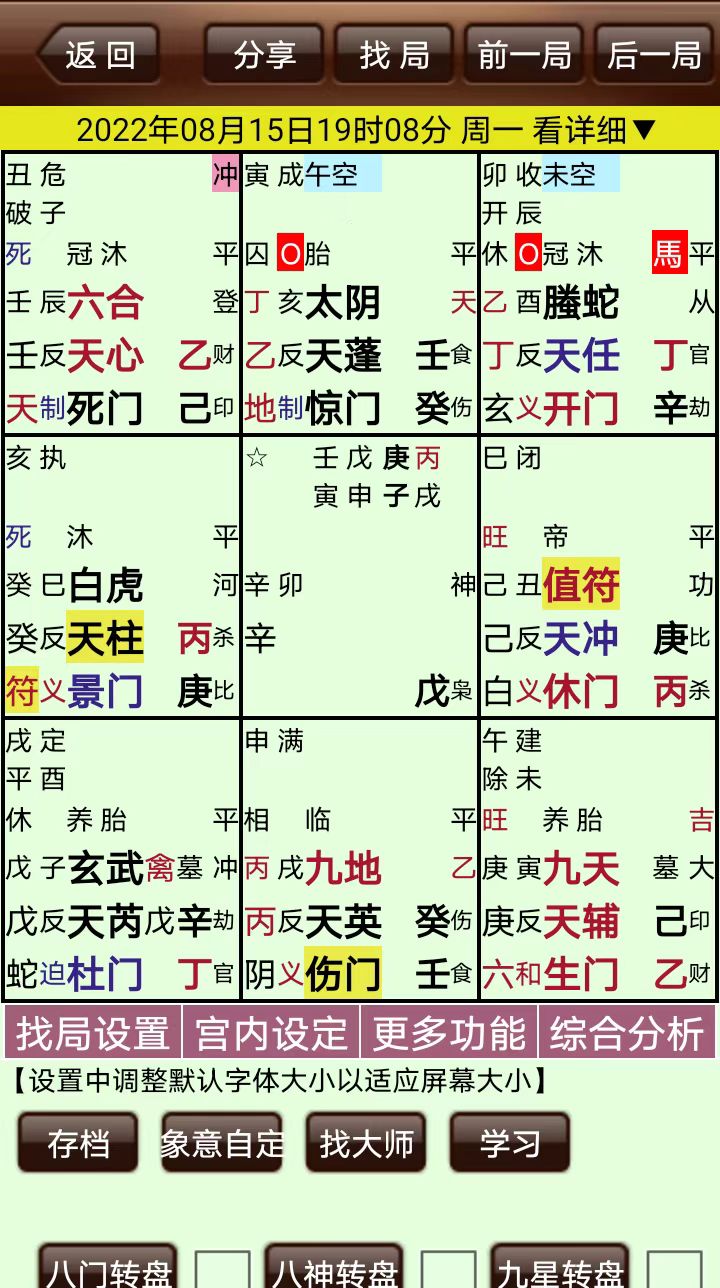 返 回 分享 找 局 前一局 后一局
2022年08月15日19时08分 周一 看详细▼
丑 危 冲 寅 成午空 卯 收未空
破 子 开 辰
死 冠 沐 平 囚 O 胎 平 休 O 冠 沐 馬 平
壬 辰 六合 登 丁 亥 太阴 天 乙 酉 螣蛇 从
壬 反 天心 乙 财 乙 反 天蓬 壬 食 丁 反 天任 丁 官
天 制 死门 己 印 地 制 惊门 癸 伤 玄 义 开门 辛 劫
亥 执 ☆ 壬 戊 庚 丙 巳 闭
寅 申 子 戌
死 沐 平 旺 帝 平
癸 巳 白虎 河 辛 卯 神 己 丑 值符 功
癸 反 天柱 丙 杀 辛 己 反 天冲 庚 比
符 义 景门 庚 比 戊 枭 白 义 休门 丙 杀
戌 定 申 满 午 建
平 酉 除 未
休 养 胎 平 相 临 平 旺 养 胎 吉
戊 子 玄武 禽 墓 冲 丙 戌 九地 乙 庚 寅 九天 墓 大
戊 反 天芮 戊 辛 劫 丙 反 天英 癸 伤 庚 反 天辅 己 印
蛇 迫 杜门 丁 官 阴 义 伤门 壬 食 六 和 生门 乙 财
找局设置 宫内设定 更多功能 综合分析
【设置中调整默认字体大小以适应屏幕大小】
存档 象意自定 找大师 学习
八门转盘 八神转盘 九星转盘